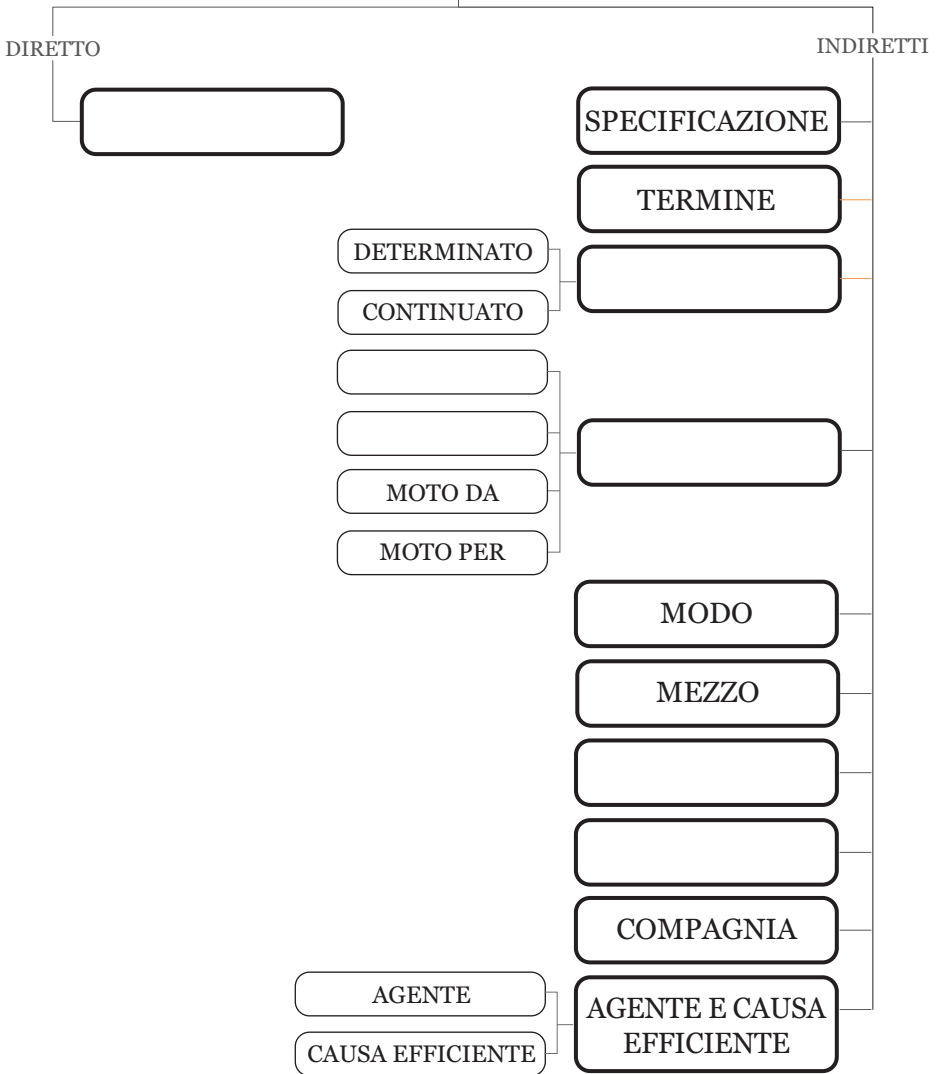 DIRETTO
INDIRETTI
SPECIFICAZIONE
TERMINE
DETERMINATO
CONTINUATO
MOTO DA
MOTO PER
MODO
MEZZO
COMPAGNIA
AGENTE
CAUSA EFFICIENTE
AGENTE E CAUSA
EFFICIENTE